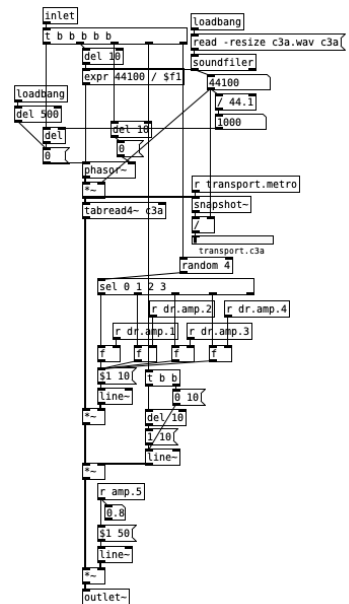 inlet
loadbang
t b b b b b
read -resize c3a.wav c3a
del 10
soundfiler
expr 44100 / $f1
44100
loadbang
/ 44.1
del 500
1000
del
del 10
0
0
phasor~
*~
r transport.metro
snapshot~
tabread4~ c3a
/
transport.c3a
random 4
sel 0 1 2 3
r dr.amp.2
r dr.amp.4
r dr.amp.1
r dr.amp.3
f
f
f
f
$1 10
t b b
line~
0 10
*~
del 10
1 10
line~
*~
r amp.5
0.8
$1 50
line~
*~
outlet~